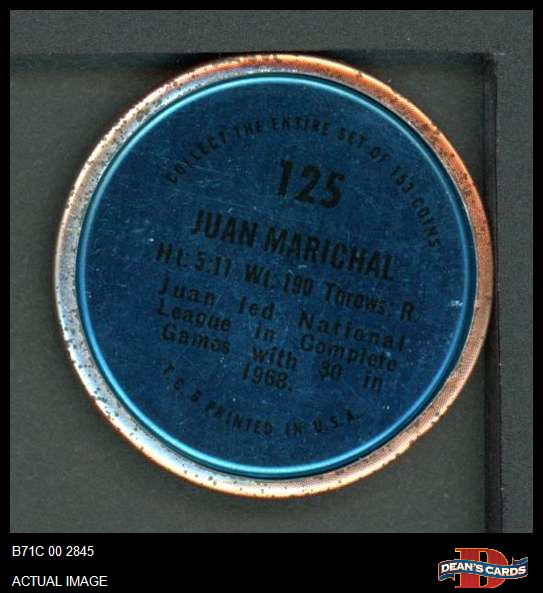 COLLECT THE ENTIRE SET OF 153 COINS
125
JUAN MARICHAL
Ht: 5:11 Wt: 190 Throws: R.
Juan led National
League in Complete
Games with 30 in
1968.
T.C.G PRINTED IN U.S.A.
B71C 00 2845
ACTUAL IMAGE
D
DEAN'S CARDS